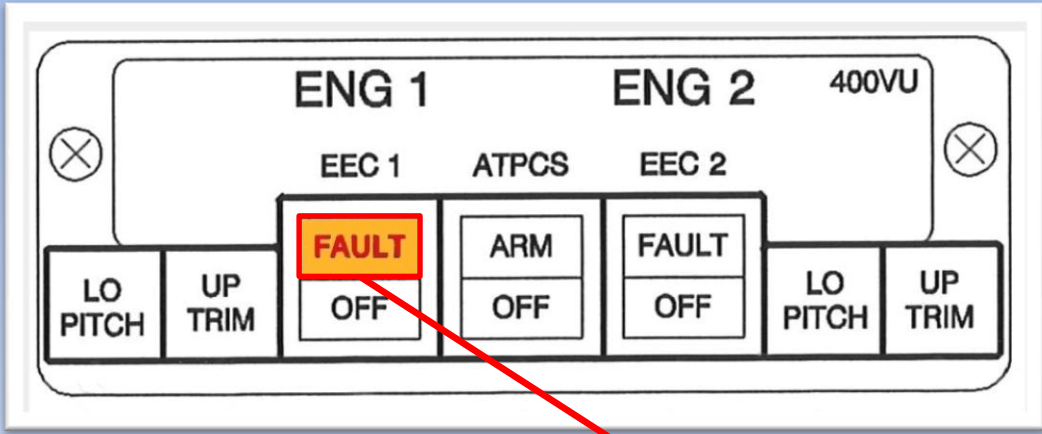 ENG 1 ENG 2 400VU
EEC 1 ATPCS EEC 2
FAULT ARM FAULT
LO PITCH UP TRIM OFF OFF OFF LO PITCH UP TRIM